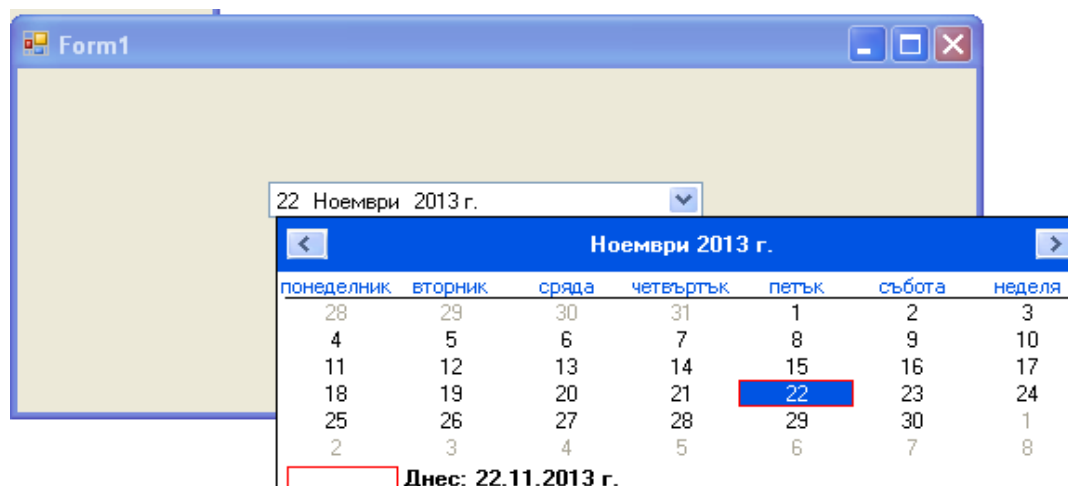 Form1
22 Ноември 2013 г.
Ноември 2013 г.
понеделник вторник сряда четвъртък петък събота неделя
28 29 30 31 1 2 3
4 5 6 7 8 9 10
11 12 13 14 15 16 17
18 19 20 21 22 23 24
25 26 27 28 29 30 1
2 3 4 5 6 7 8
Днес: 22.11.2013 г.